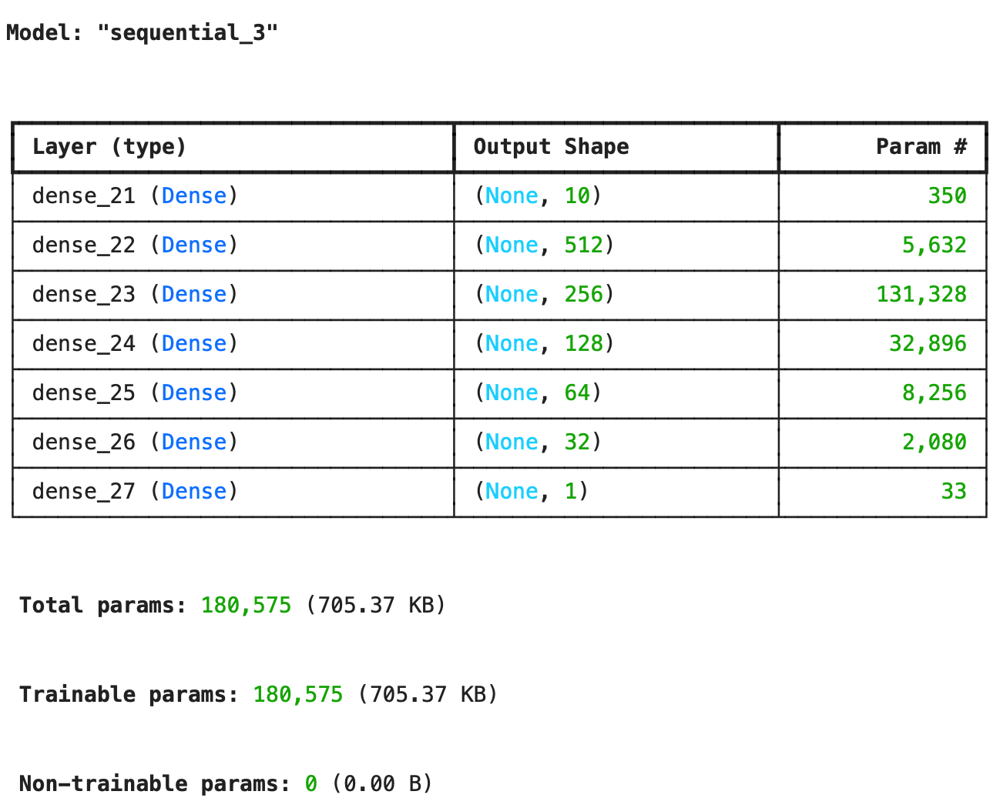 Model: "sequential_3"
Layer (type) Output Shape Param #
dense_21 (Dense) (None, 10) 350
dense_22 (Dense) (None, 512) 5,632
dense_23 (Dense) (None, 256) 131,328
dense_24 (Dense) (None, 128) 32,896
dense_25 (Dense) (None, 64) 8,256
dense_26 (Dense) (None, 32) 2,080
dense_27 (Dense) (None, 1) 33
Total params: 180,575 (705.37 KB)
Trainable params: 180,575 (705.37 KB)
Non-trainable params: 0 (0.00 B)